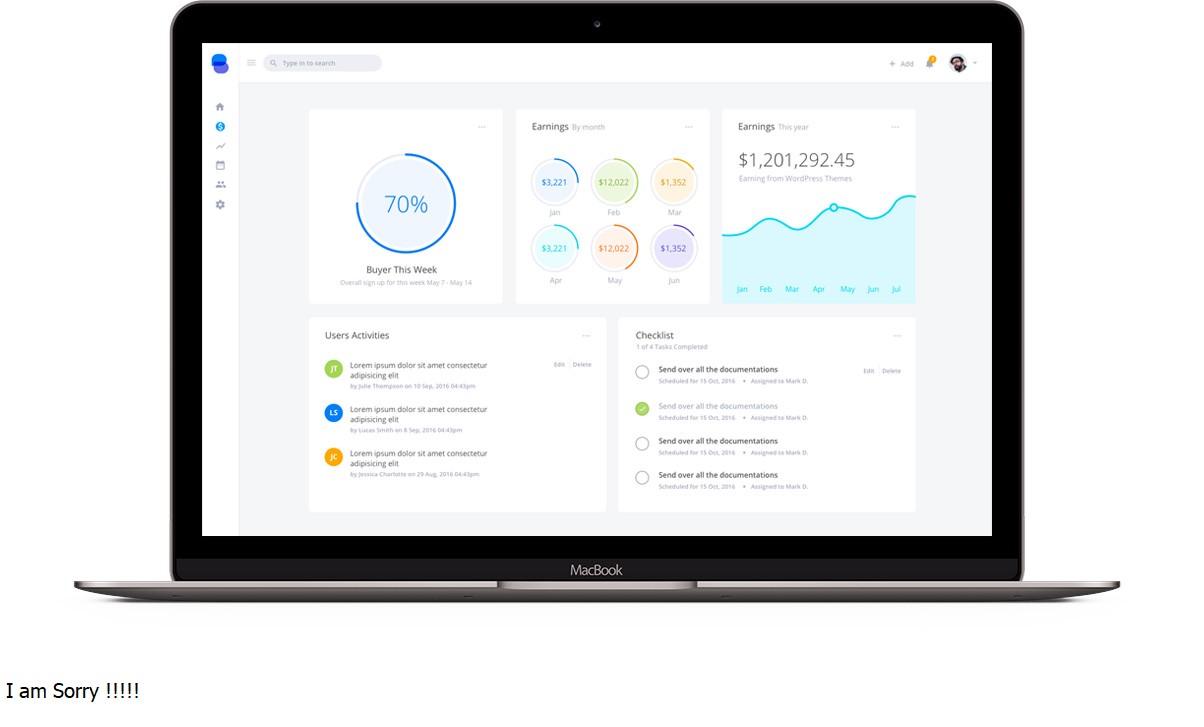 Type in to search
+ Add
Earnings By month
Earnings This year
$1,201,292.45
Earning from WordPress Themes
70%
Buyer This Week
Overall sign up for this week May 7 - May 14
$3,221 $12,022 $1,352
Jan Feb Mar
$3,221 $12,022 $1,352
Apr May Jun
Jan Feb Mar Apr May Jun Jul
Users Activities
JT
Lorem ipsum dolor sit amet consectetur
adipisicing elit
by Julie Thompson on 10 Sep, 2016 04:43pm
Edit Delete
LS
Lorem ipsum dolor sit amet consectetur
adipisicing elit
by Lucas Smith on 8 Sep, 2016 04:43pm
JC
Lorem ipsum dolor sit amet consectetur
adipisicing elit
by Jessica Charlotte on 29 Aug, 2016 04:43pm
Checklist
1 of 4 Tasks Completed
Send over all the documentations
Scheduled for 15 Oct, 2016 • Assigned to Mark D.
Edit Delete
Send over all the documentations
Scheduled for 15 Oct, 2016 • Assigned to Mark D.
Send over all the documentations
Scheduled for 15 Oct, 2016 • Assigned to Mark D.
Send over all the documentations
Scheduled for 15 Oct, 2016 • Assigned to Mark D.
MacBook
I am Sorry !!!!!